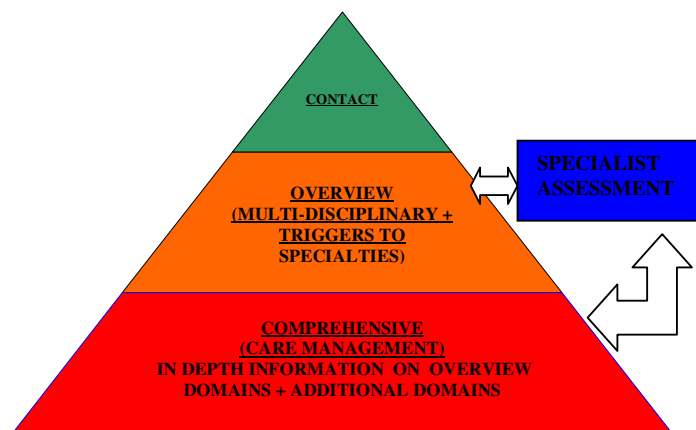 CONTACT
OVERVIEW
(MULTI-DISCIPLINARY +
TRIGGERS TO
SPECIALTIES)
SPECIALIST
ASSESSMENT
COMPREHENSIVE
(CARE MANAGEMENT)
IN DEPTH INFORMATION ON OVERVIEW
DOMAINS + ADDITIONAL DOMAINS